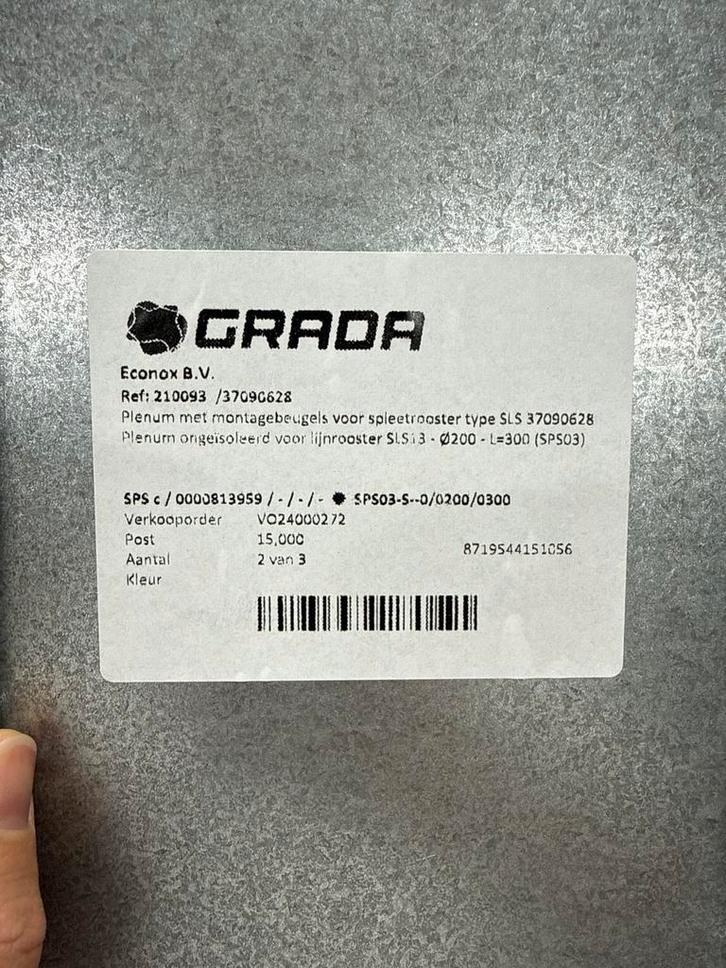 GRADA
Econox B.V.
Ref: 210093 /37090628
Plenum met montagebeugels voor spleetrooster type SLS 37090628
Plenum ongeïsoleerd voor lijnrooster SLS13 - Ø200 - L=300 (SPS03)
SPS c / 0000813959 / - / - / - ✹ SPS03-S--0/0200/0300
Verkooporder VO24000272
Post 15,000
Aantal 2 van 3
8719544151056
Kleur